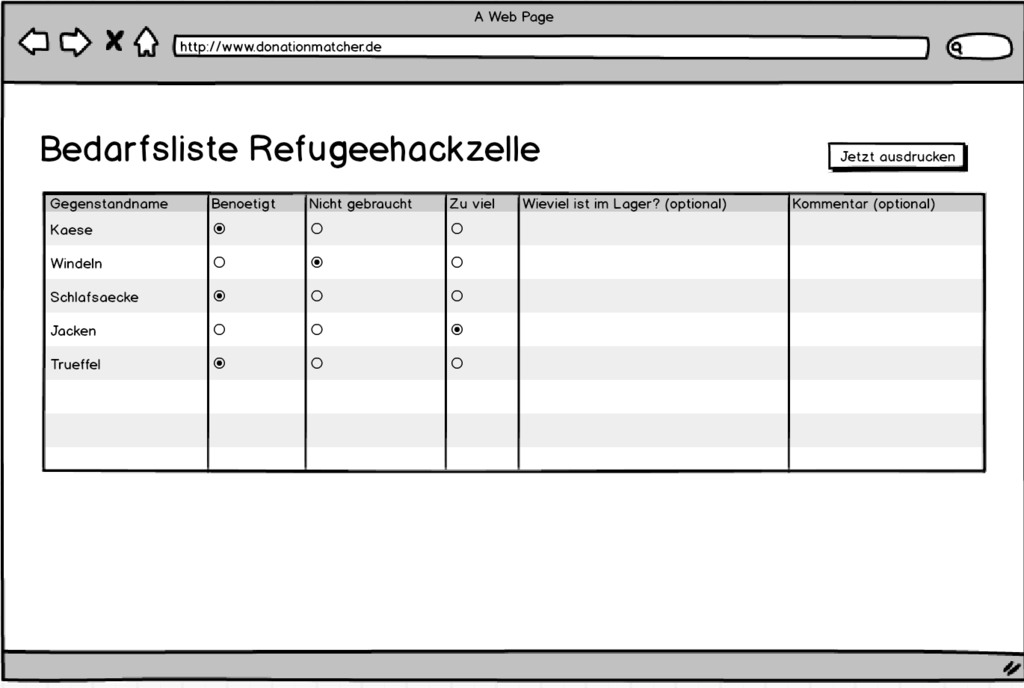 A Web Page
http://www.donationmatcher.de
Bedarfsliste Refugeehackzelle
Jetzt ausdrucken
Gegenstandname Benoetigt Nicht gebraucht Zu viel Wieviel ist im Lager? (optional) Kommentar (optional)
Kaese
Windeln
Schlafsaecke
Jacken
Trueffel